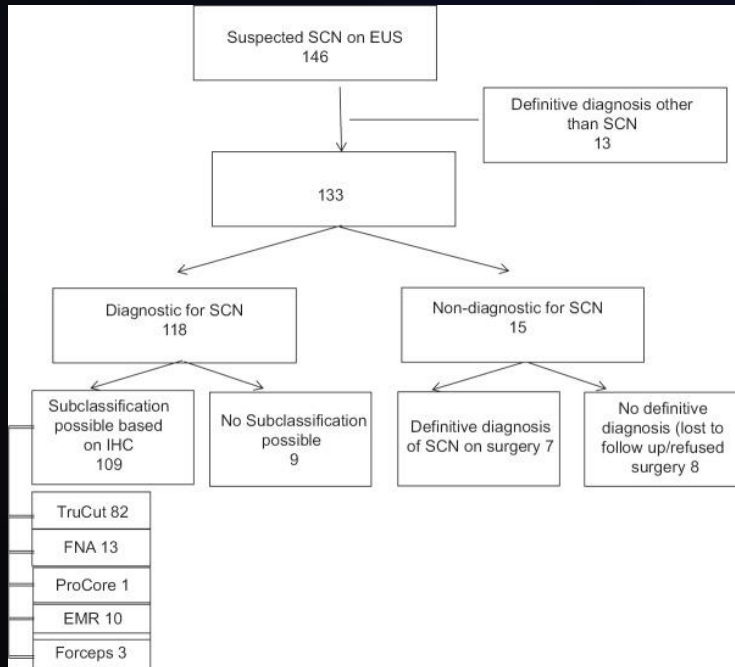 Suspected SCN on EUS
146
Definitive diagnosis other
than SCN
13
133
Diagnostic for SCN
118
Non-diagnostic for SCN
15
Subclassification
possible based
on IHC
109
No Subclassification
possible
9
Definitive diagnosis
of SCN on surgery 7
No definitive
diagnosis (lost to
follow up/refused
surgery 8
TruCut 82
FNA 13
ProCore 1
EMR 10
Forceps 3